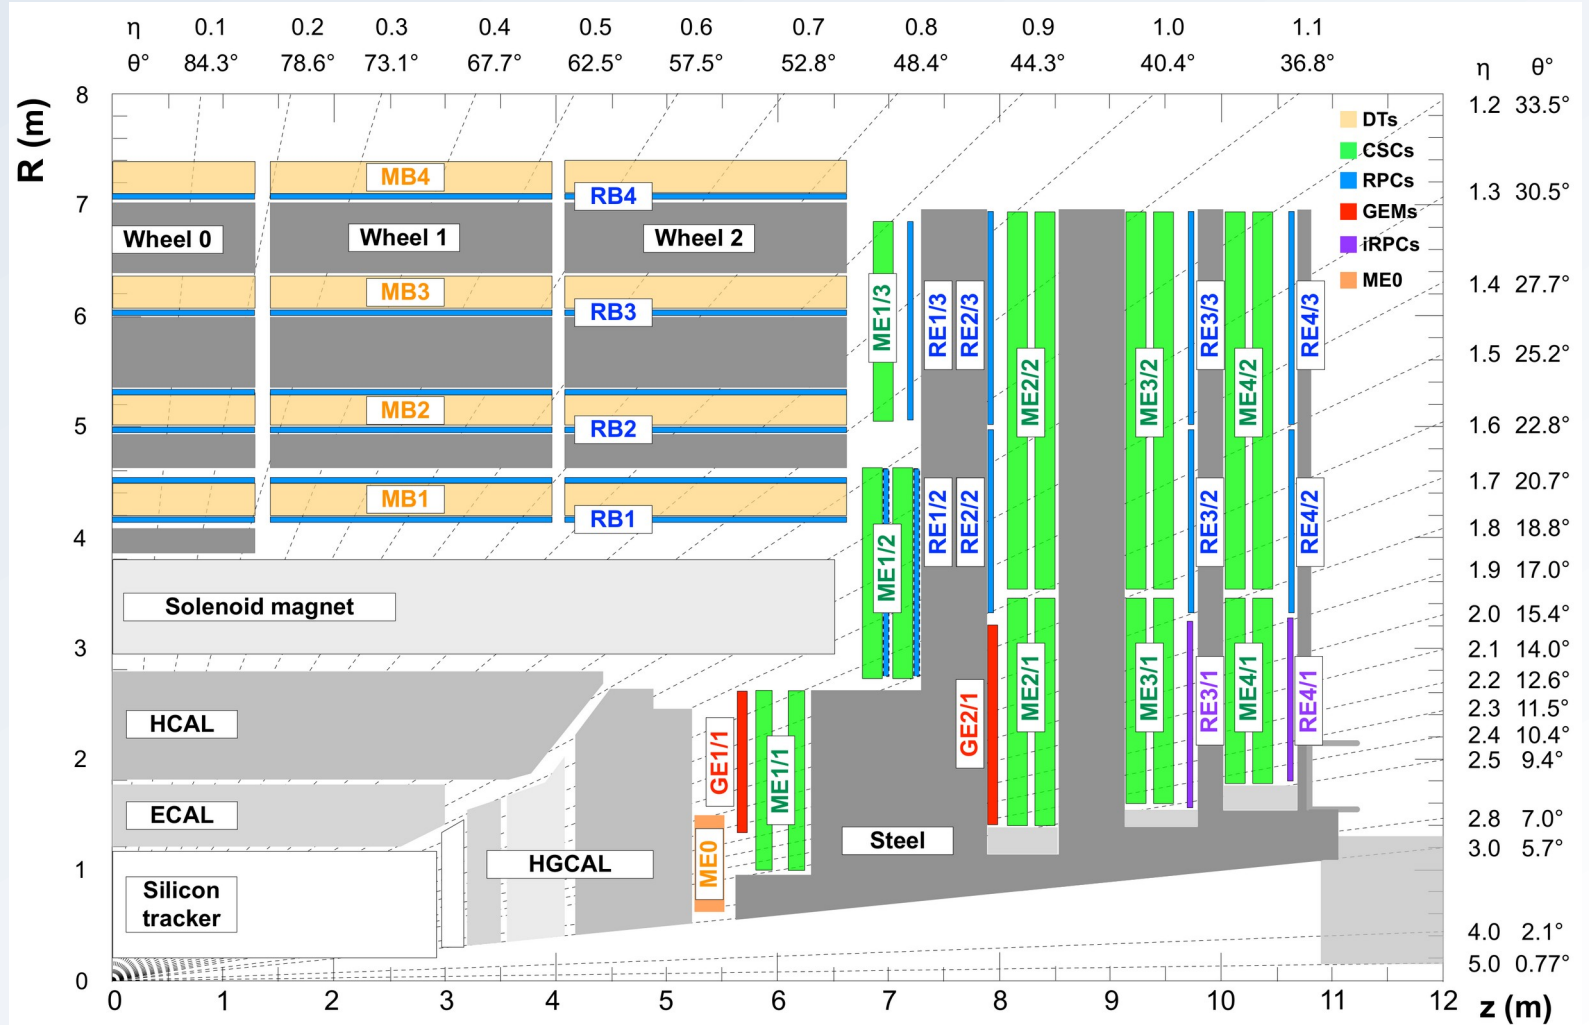 η 0.1 0.2 0.3 0.4 0.5 0.6 0.7 0.8 0.9 1.0 1.1
θ° 84.3° 78.6° 73.1° 67.7° 62.5° 57.5° 52.8° 48.4° 44.3° 40.4° 36.8° η θ°
R (m)
8
7
6
5
4
3
2
1
0
1.2 33.5°
1.3 30.5°
1.4 27.7°
1.5 25.2°
1.6 22.8°
1.7 20.7°
1.8 18.8°
1.9 17.0°
2.0 15.4°
2.1 14.0°
2.2 12.6°
2.3 11.5°
2.4 10.4°
2.5 9.4°
2.8 7.0°
3.0 5.7°
4.0 2.1°
5.0 0.77°
DTs
CSCs
RPCs
GEMs
iRPCs
ME0
MB4
RB4
Wheel 0 Wheel 1 Wheel 2
MB3
RB3
MB2
RB2
MB1
RB1
Solenoid magnet
HCAL
ECAL
HGCAL
Silicon
tracker
Steel
ME1/3
RE1/3
RE2/3
ME2/2
ME3/2
RE3/3
ME4/2
RE4/3
ME1/2
RE1/2
RE2/2
RE3/2
RE4/2
GE1/1
ME1/1
ME0
GE2/1
ME2/1
ME3/1
RE3/1
ME4/1
RE4/1
0 1 2 3 4 5 6 7 8 9 10 11 12
z (m)